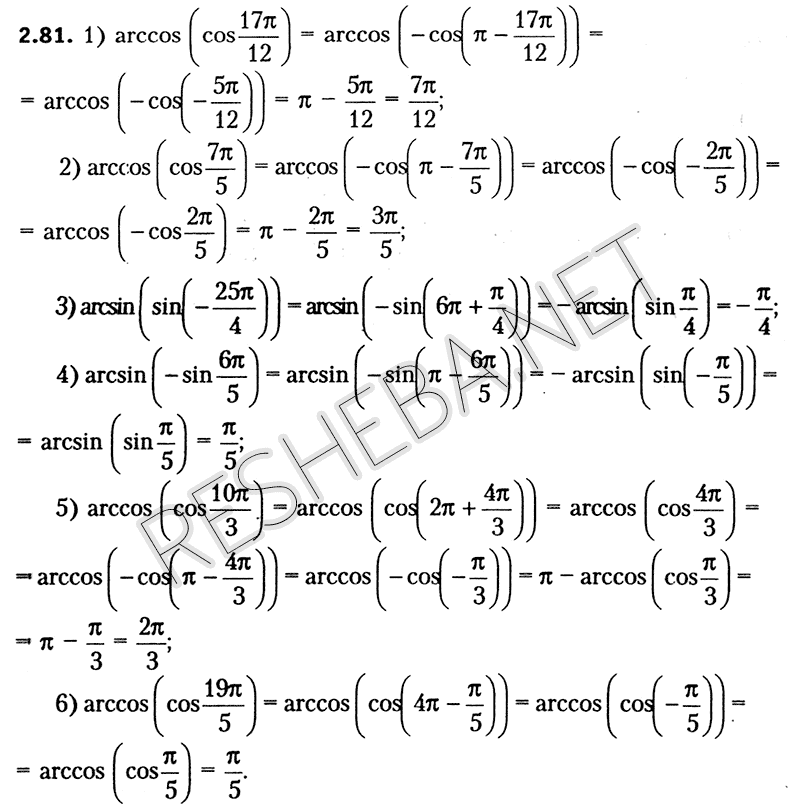 2.81. 1) arccos (cos 17π/12) = arccos (−cos(π − 17π/12)) =
= arccos (−cos(−5π/12)) = π − 5π/12 = 7π/12;
2) arccos (cos 7π/5) = arccos (−cos(π − 7π/5)) = arccos (−cos(−2π/5)) =
= arccos (−cos 2π/5) = π − 2π/5 = 3π/5;
3) arcsin (sin(−25π/4)) = arcsin (−sin(6π + π/4)) = − arcsin (sin π/4) = −π/4;
4) arcsin (−sin 6π/5) = arcsin (−sin(π − 6π/5)) = − arcsin (sin(−π/5)) =
= arcsin (sin π/5) = π/5;
5) arccos (cos 10π/3) = arccos (cos(2π + 4π/3)) = arccos (cos 4π/3) =
= arccos (−cos(π − 4π/3)) = arccos (−cos(−π/3)) = π − arccos (cos π/3) =
= π − π/3 = 2π/3;
6) arccos (cos 19π/5) = arccos (cos(4π − π/5)) = arccos (cos(−π/5)) =
= arccos (cos π/5) = π/5.
RESHEBA.NET